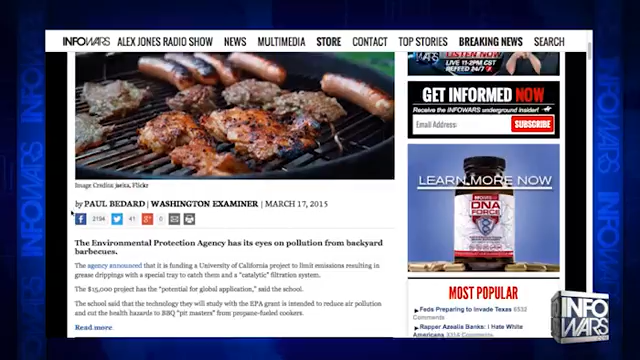 INFOWARS ALEX JONES RADIO SHOW NEWS MULTIMEDIA STORE CONTACT TOP STORIES BREAKING NEWS SEARCH
LISTEN NOW
LIVE 11-2PM CST
REFEED 24/7
GET INFORMED NOW
Receive the INFOWARS underground insider!
Email Address:
SUBSCRIBE
LEARN MORE NOW
DNA
FORCE
Image Credits: jarita, Flickr
by PAUL BEDARD | WASHINGTON EXAMINER | MARCH 17, 2015
2194 41 0
The Environmental Protection Agency has its eyes on pollution from backyard
barbecues.
The agency announced that it is funding a University of California project to limit emissions resulting in
grease drippings with a special tray to catch them and a "catalytic" filtration system.
The $15,000 project has the "potential for global application," said the school.
The school said that the technology they will study with the EPA grant is intended to reduce air pollution
and cut the health hazards to BBQ "pit masters" from propane-fueled cookers.
Read more.
MOST POPULAR
Feds Preparing to Invade Texas 6332
Comments
Rapper Azealia Banks: I Hate White
Americans
Comments
INFO
WARS
INFOWARS